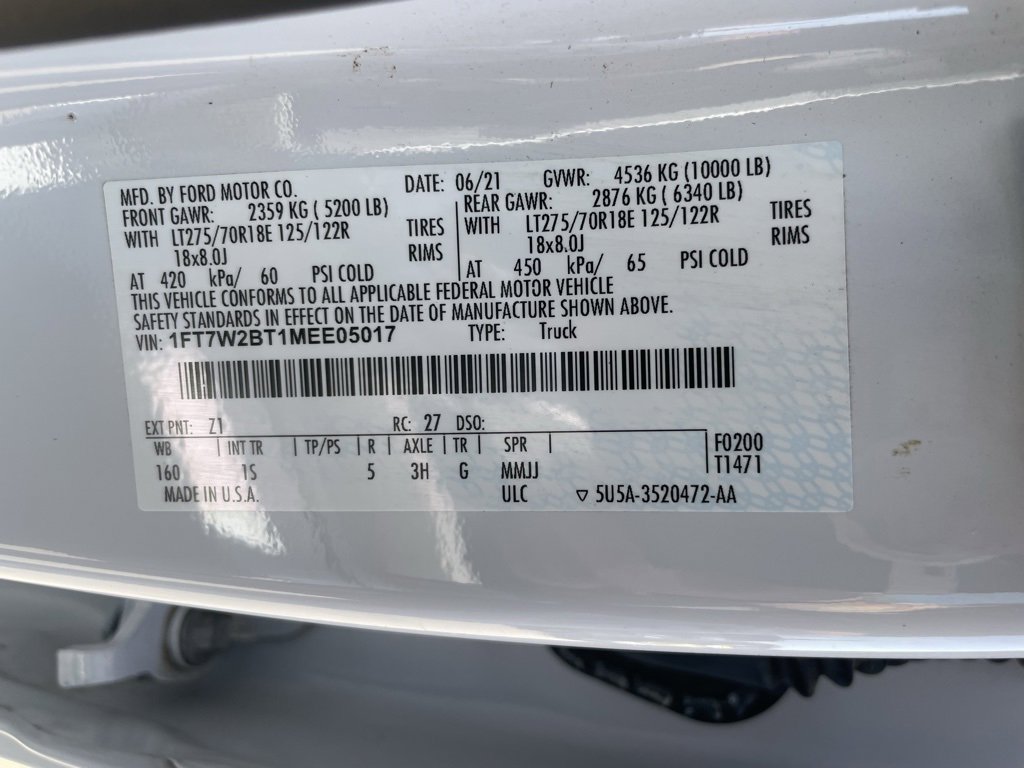 MFD. BY FORD MOTOR CO. DATE: 06/21 GVWR: 4536 KG (10000 LB)
FRONT GAWR: 2359 KG ( 5200 LB) REAR GAWR: 2876 KG ( 6340 LB)
WITH LT275/70R18E 125/122R TIRES WITH LT275/70R18E 125/122R TIRES
18x8.0J RIMS 18x8.0J RIMS
AT 420 kPa/ 60 PSI COLD AT 450 kPa/ 65 PSI COLD
THIS VEHICLE CONFORMS TO ALL APPLICABLE FEDERAL MOTOR VEHICLE
SAFETY STANDARDS IN EFFECT ON THE DATE OF MANUFACTURE SHOWN ABOVE.
VIN: 1FT7W2BT1MEE05017 TYPE: Truck
EXT PNT: Z1 RC: 27 DSO:
WB INT TR TP/PS R AXLE TR SPR F0200
160 1S 5 3H G MMJJ T1471
MADE IN U.S.A. ULC ▽ 5U5A-3520472-AA